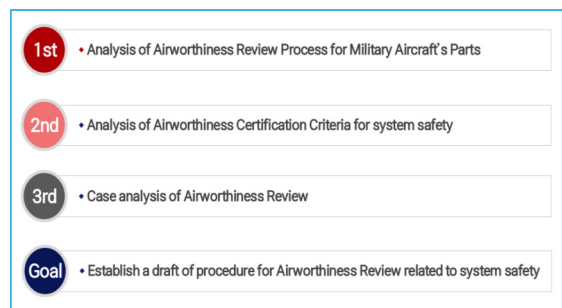 1st
• Analysis of Airworthiness Review Process for Military Aircraft's Parts
2nd
• Analysis of Airworthiness Certification Criteria for system safety
3rd
• Case analysis of Airworthiness Review
Goal
• Establish a draft of procedure for Airworthiness Review related to system safety